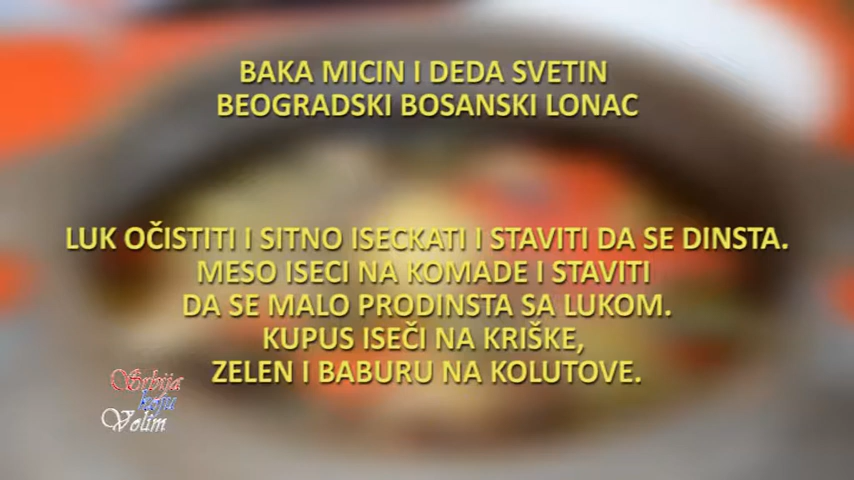 BAKA MICIN I DEDA SVETIN
BEOGRADSKI BOSANSKI LONAC
LUK OČISTITI I SITNO ISECKATI I STAVITI DA SE DINSTA.
MESO ISECI NA KOMADE I STAVITI
DA SE MALO PRODINSTA SA LUKOM.
KUPUS ISEČI NA KRIŠKE,
ZELEN I BABURU NA KOLUTOVE.
Srbija
koju
Volim